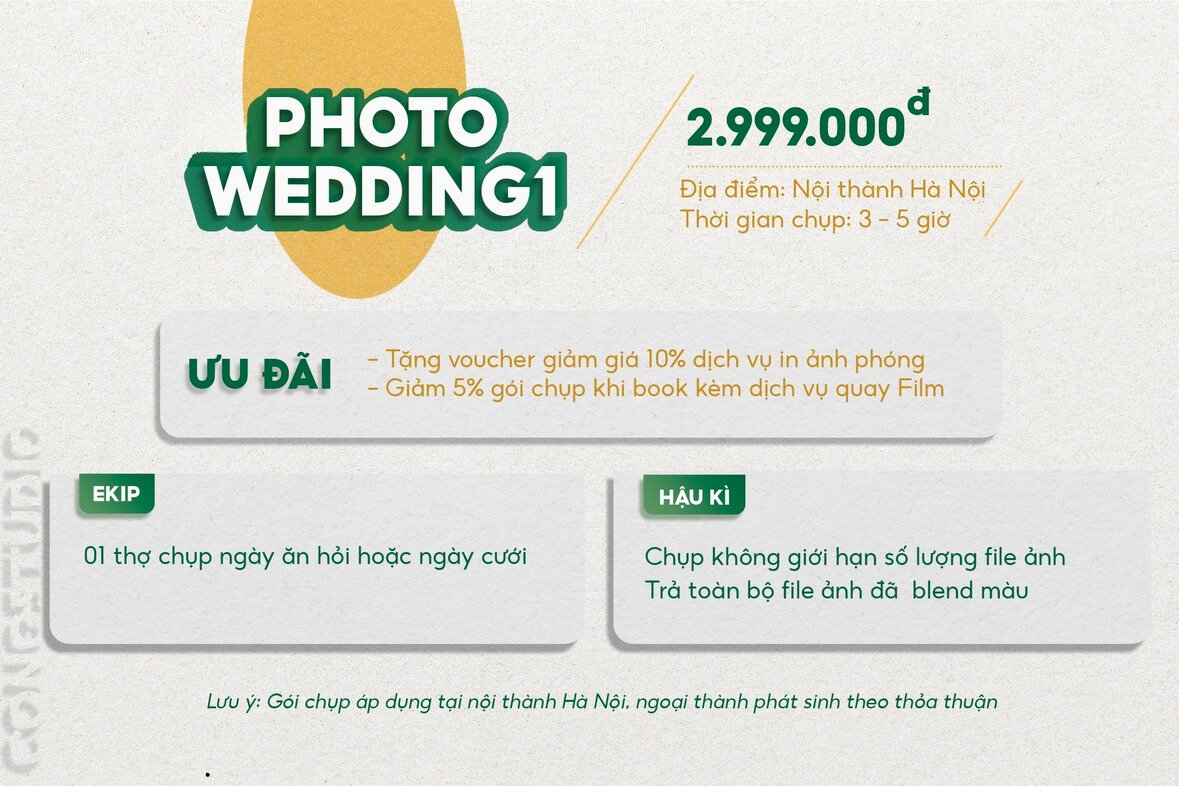 PHOTO
WEDDING1
2.999.000đ
Địa điểm: Nội thành Hà Nội
Thời gian chụp: 3 - 5 giờ
ƯU ĐÃI
- Tặng voucher giảm giá 10% dịch vụ in ảnh phóng
- Giảm 5% gói chụp khi book kèm dịch vụ quay Film
EKIP
01 thợ chụp ngày ăn hỏi hoặc ngày cưới
HẬU KÌ
Chụp không giới hạn số lượng file ảnh
Trả toàn bộ file ảnh đã blend màu
Lưu ý: Gói chụp áp dụng tại nội thành Hà Nội, ngoại thành phát sinh theo thỏa thuận